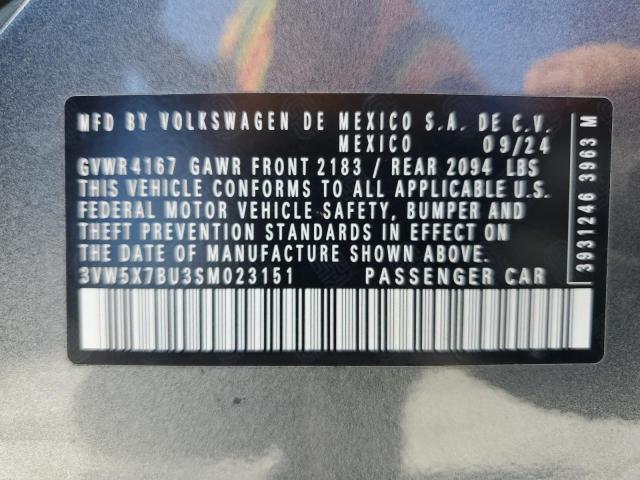 MFD BY VOLKSWAGEN DE MEXICO S.A. DE C.V.
MEXICO 09/24
GVWR 4167 GAWR FRONT 2183 / REAR 2094 LBS
THIS VEHICLE CONFORMS TO ALL APPLICABLE U.S.
FEDERAL MOTOR VEHICLE SAFETY, BUMPER AND
THEFT PREVENTION STANDARDS IN EFFECT ON
THE DATE OF MANUFACTURE SHOWN ABOVE.
3VW5X7BU3SM023151 PASSENGER CAR
3931246 3963 M